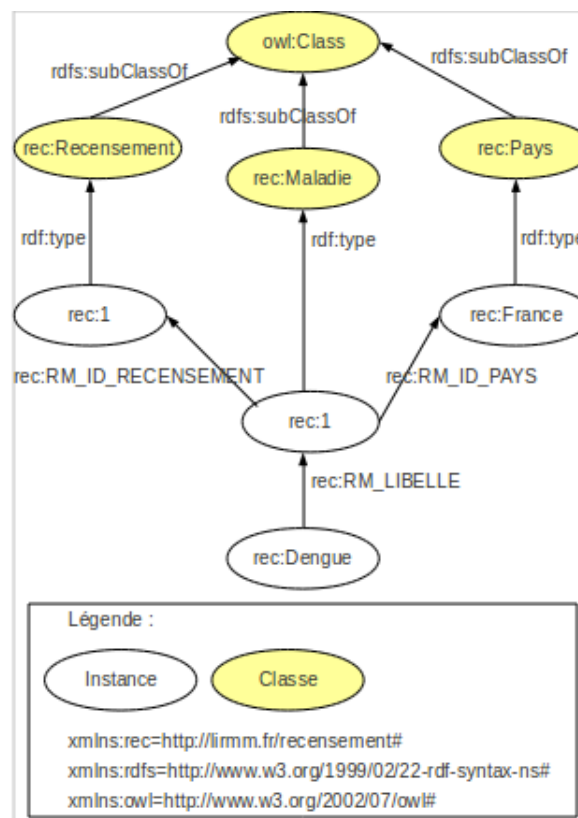 owl:Class
rdfs:subClassOf
rdfs:subClassOf
rdfs:subClassOf
rec:Recensement
rec:Maladie
rec:Pays
rdf:type
rdf:type
rdf:type
rec:1
rec:France
rec:RM_ID_RECENSEMENT
rec:RM_ID_PAYS
rec:1
rec:RM_LIBELLE
rec:Dengue
Légende :
Instance
Classe
xmlns:rec=http://lirmm.fr/recensement#
xmlns:rdfs=http://www.w3.org/1999/02/22-rdf-syntax-ns#
xmlns:owl=http://www.w3.org/2002/07/owl#